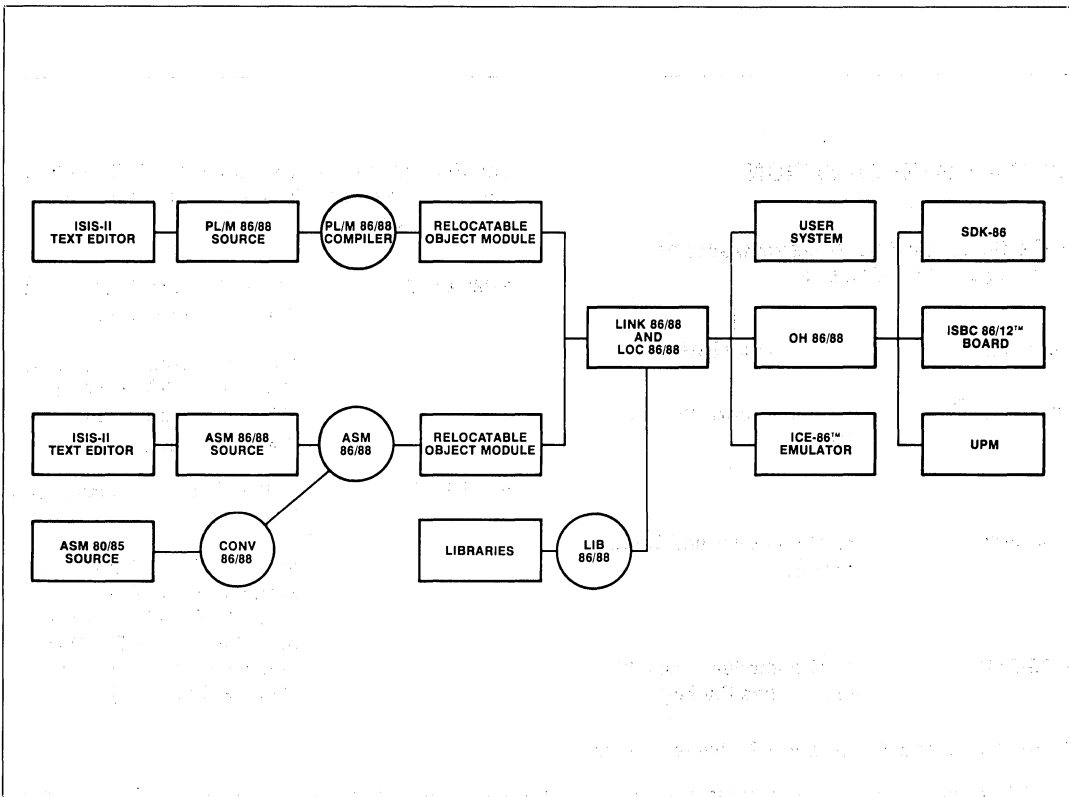 ISIS-II
TEXT EDITOR
PL/M 86/88
SOURCE
PL/M 86/88
COMPILER
RELOCATABLE
OBJECT MODULE
USER
SYSTEM
SDK-86
LINK 86/88
AND
LOC 86/88
OH 86/88
ISBC 86/12™
BOARD
ISIS-II
TEXT EDITOR
ASM 86/88
SOURCE
ASM
86/88
RELOCATABLE
OBJECT MODULE
ICE-86™
EMULATOR
UPM
ASM 80/85
SOURCE
CONV
86/88
LIBRARIES
LIB
86/88